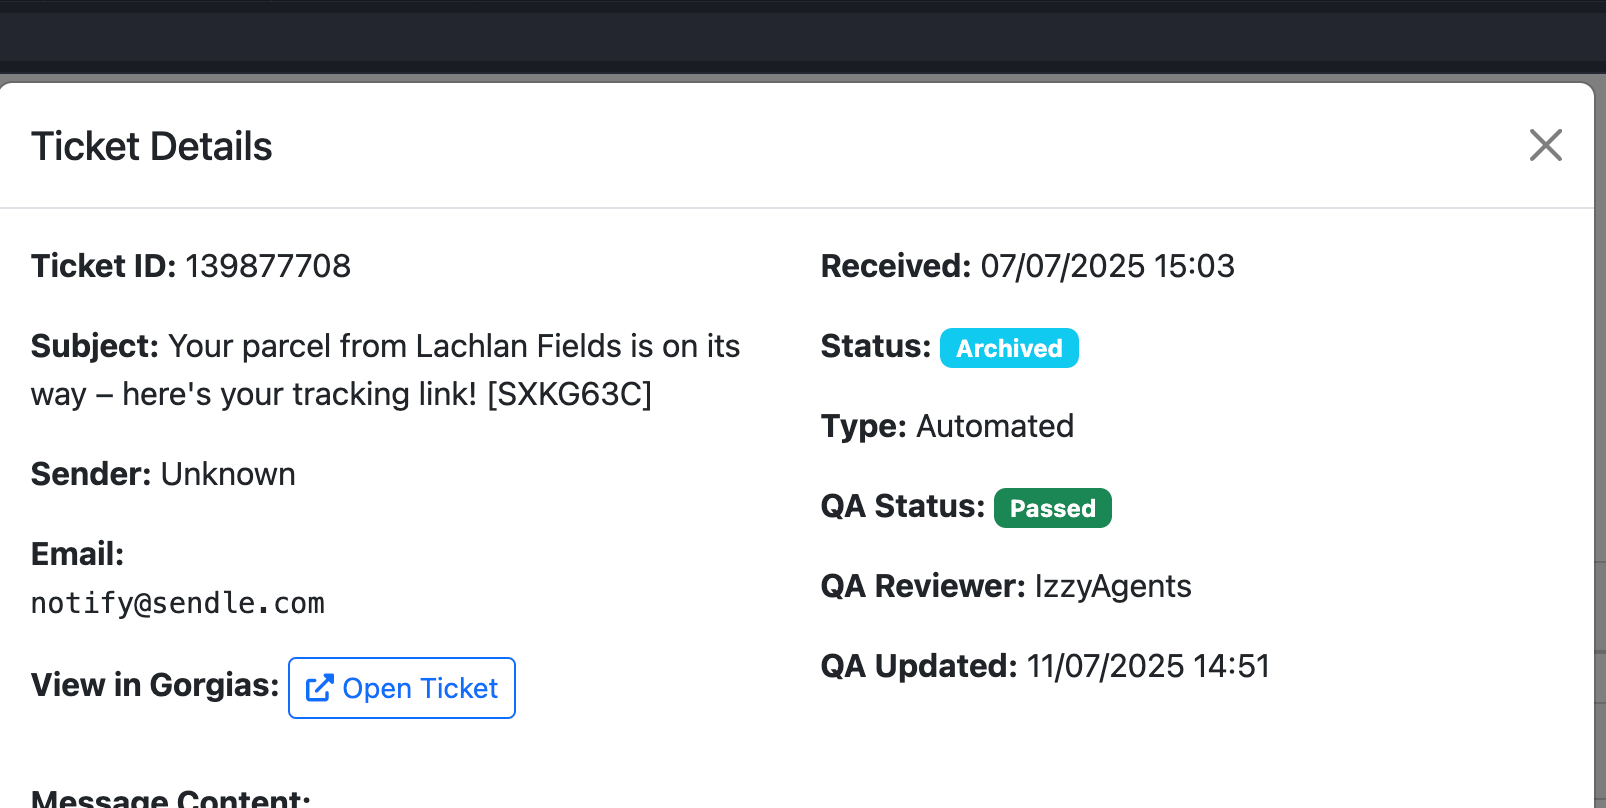 Ticket Details
Ticket ID: 139877708
Subject: Your parcel from Lachlan Fields is on its
way – here's your tracking link! [SXKG63C]
Sender: Unknown
Email:
notify@sendle.com
View in Gorgias: Open Ticket
Received: 07/07/2025 15:03
Status: Archived
Type: Automated
QA Status: Passed
QA Reviewer: IzzyAgents
QA Updated: 11/07/2025 14:51
Message Content: